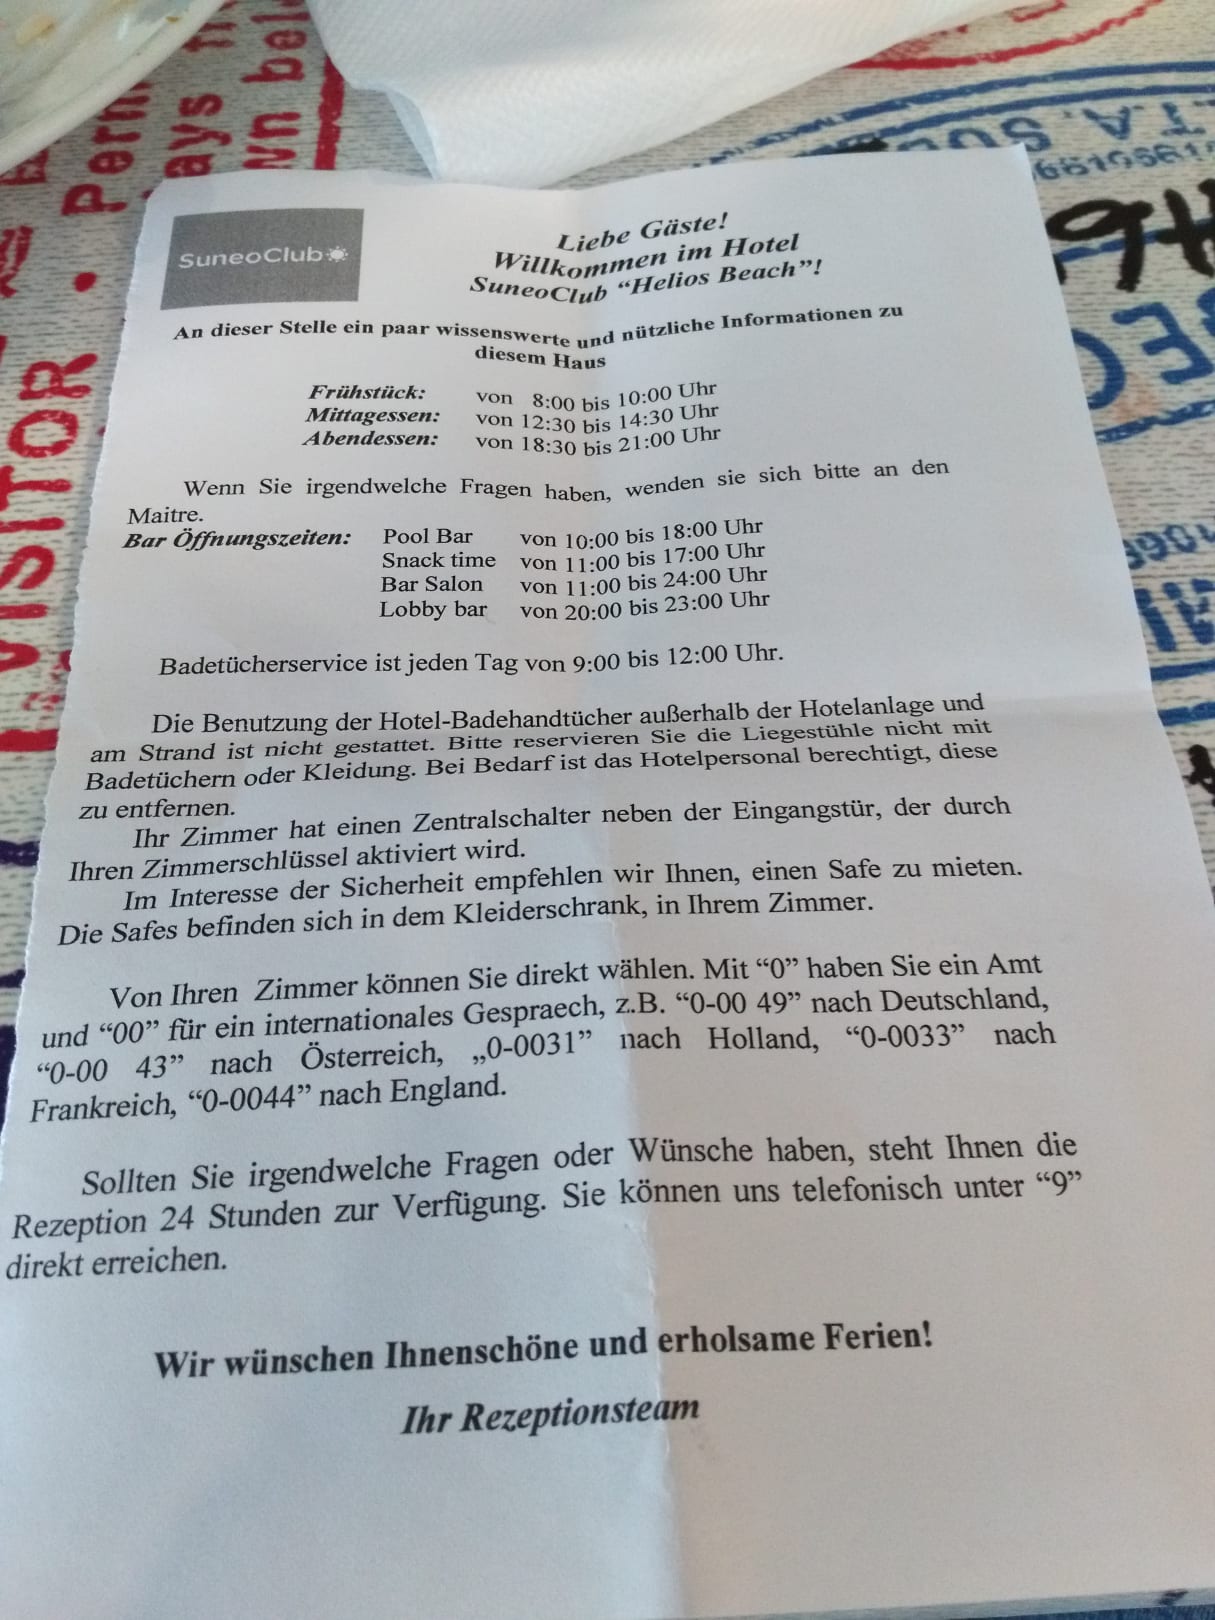 SuneoClub
Liebe Gäste!
Willkommen im Hotel
SuneoClub “Helios Beach”!
An dieser Stelle ein paar wissenswerte und nützliche Informationen zu
diesem Haus
Frühstück: von 8:00 bis 10:00 Uhr
Mittagessen: von 12:30 bis 14:30 Uhr
Abendessen: von 18:30 bis 21:00 Uhr
Wenn Sie irgendwelche Fragen haben, wenden sie sich bitte an den
Maitre.
Bar Öffnungszeiten: Pool Bar von 10:00 bis 18:00 Uhr
Snack time von 11:00 bis 17:00 Uhr
Bar Salon von 11:00 bis 24:00 Uhr
Lobby bar von 20:00 bis 23:00 Uhr
Badetücherservice ist jeden Tag von 9:00 bis 12:00 Uhr.
Die Benutzung der Hotel-Badehandtücher außerhalb der Hotelanlage und
am Strand ist nicht gestattet. Bitte reservieren Sie die Liegestühle nicht mit
Badetüchern oder Kleidung. Bei Bedarf ist das Hotelpersonal berechtigt, diese
zu entfernen.
Ihr Zimmer hat einen Zentralschalter neben der Eingangstür, der durch
Ihren Zimmerschlüssel aktiviert wird.
Im Interesse der Sicherheit empfehlen wir Ihnen, einen Safe zu mieten.
Die Safes befinden sich in dem Kleiderschrank, in Ihrem Zimmer.
Von Ihren Zimmer können Sie direkt wählen. Mit “0” haben Sie ein Amt
und “00” für ein internationales Gespraech, z.B. “0-00 49” nach Deutschland,
“0-00 43” nach Österreich, „0-0031” nach Holland, “0-0033” nach
Frankreich, “0-0044” nach England.
Sollten Sie irgendwelche Fragen oder Wünsche haben, steht Ihnen die
Rezeption 24 Stunden zur Verfügung. Sie können uns telefonisch unter “9”
direkt erreichen.
Wir wünschen Ihnenschöne und erholsame Ferien!
Ihr Rezeptionsteam
VISITOR